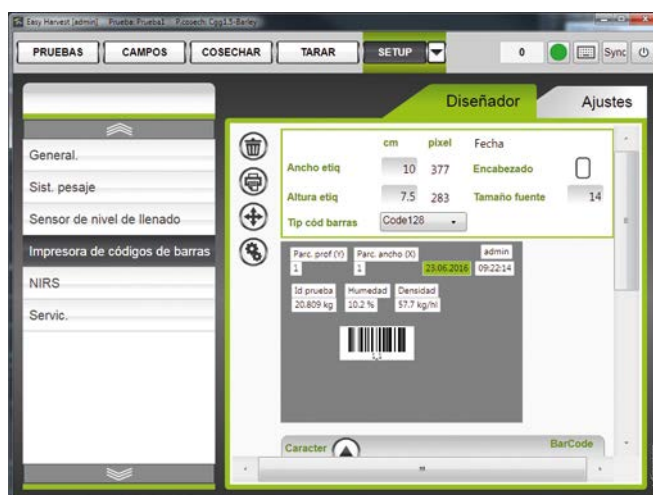 Easy Harvest [admin] Prueba: Prueba1 P.cosech: Cgg1.5-Barley
PRUEBAS CAMPOS COSECHAR TARAR SETUP 0 Sync
Diseñador Ajustes
General.
Sist. pesaje
Sensor de nivel de llenado
Impresora de códigos de barras
NIRS
Servic.
cm pixel Fecha
Ancho etiq 10 377 Encabezado
Altura etiq 7.5 283 Tamaño fuente 14
Tip cód barras Code128
Parc. prof (Y) Parc. ancho (X) admin
1 1 23.06.2016 09:22:14
Id prueba Humedad Densidad
20.809 kg 10.2 % 57.7 kg/hl
1,1
Caracter BarCode